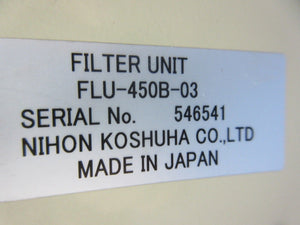 FILTER UNIT
FLU-450B-03
SERIAL No. 546541
NIHON KOSHUHA CO.,LTD
MADE IN JAPAN